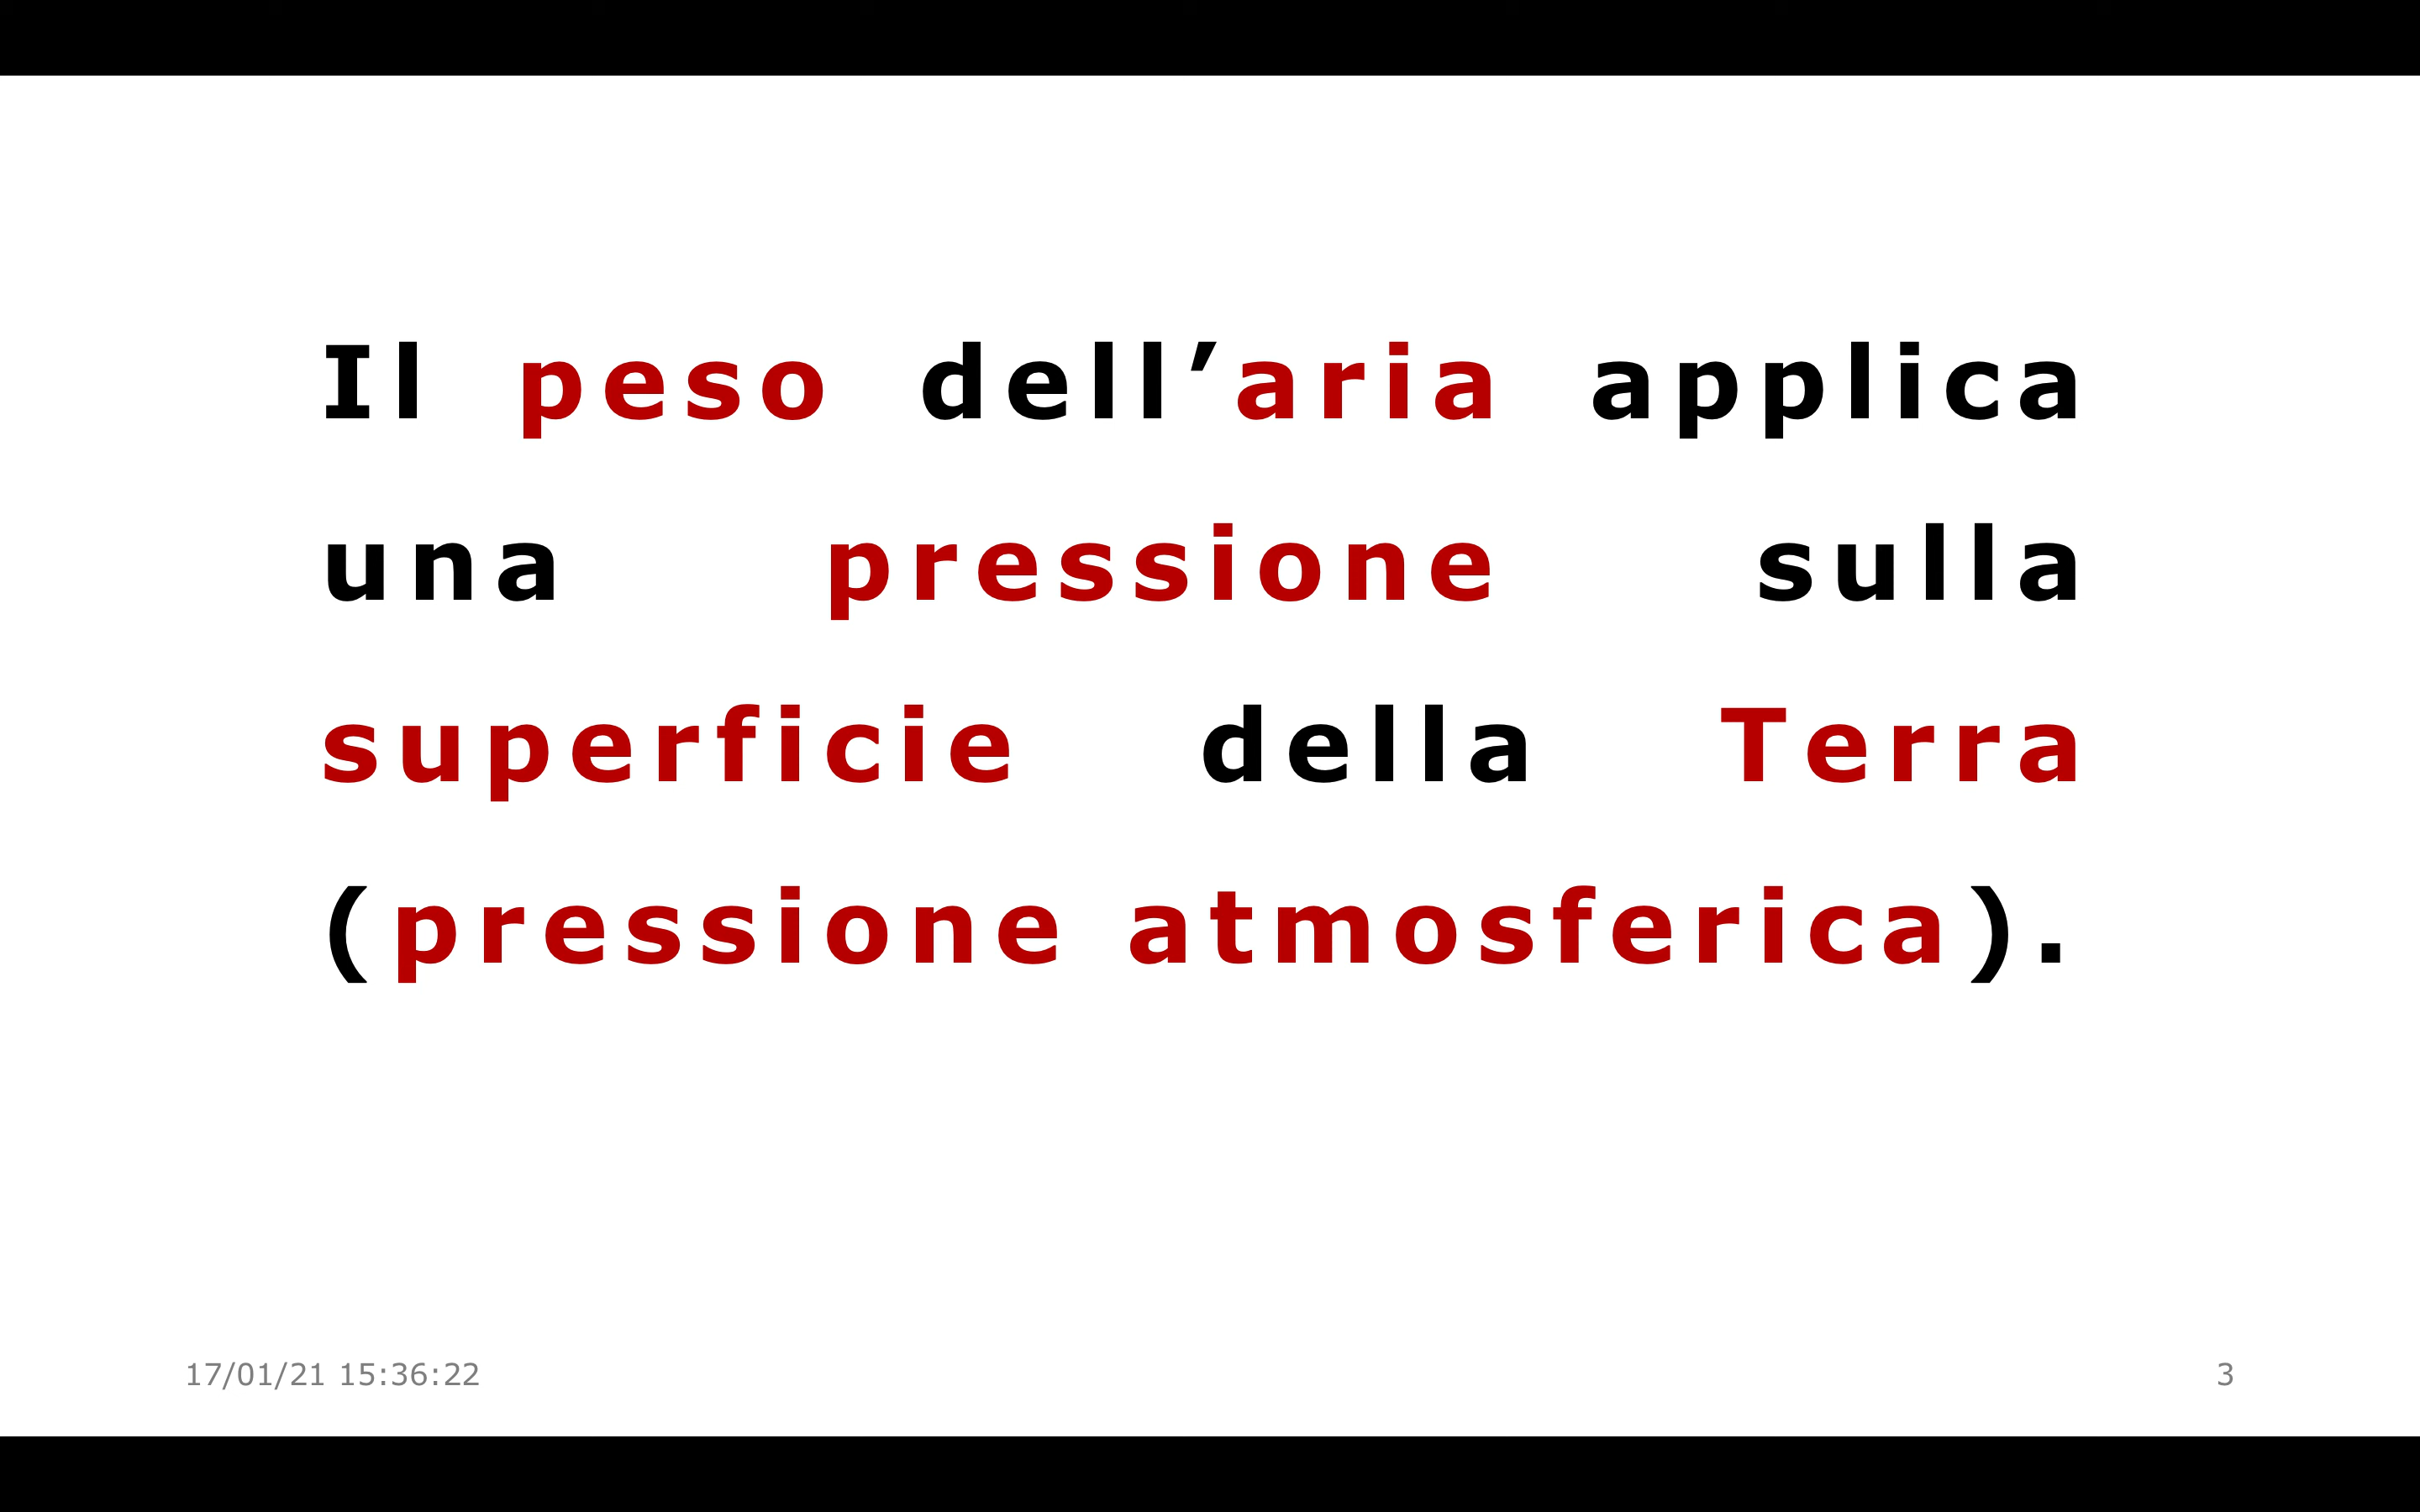 Il peso dell’aria applica
una pressione sulla
superficie della Terra
(pressione atmosferica).
17/01/21 15:36:22
3